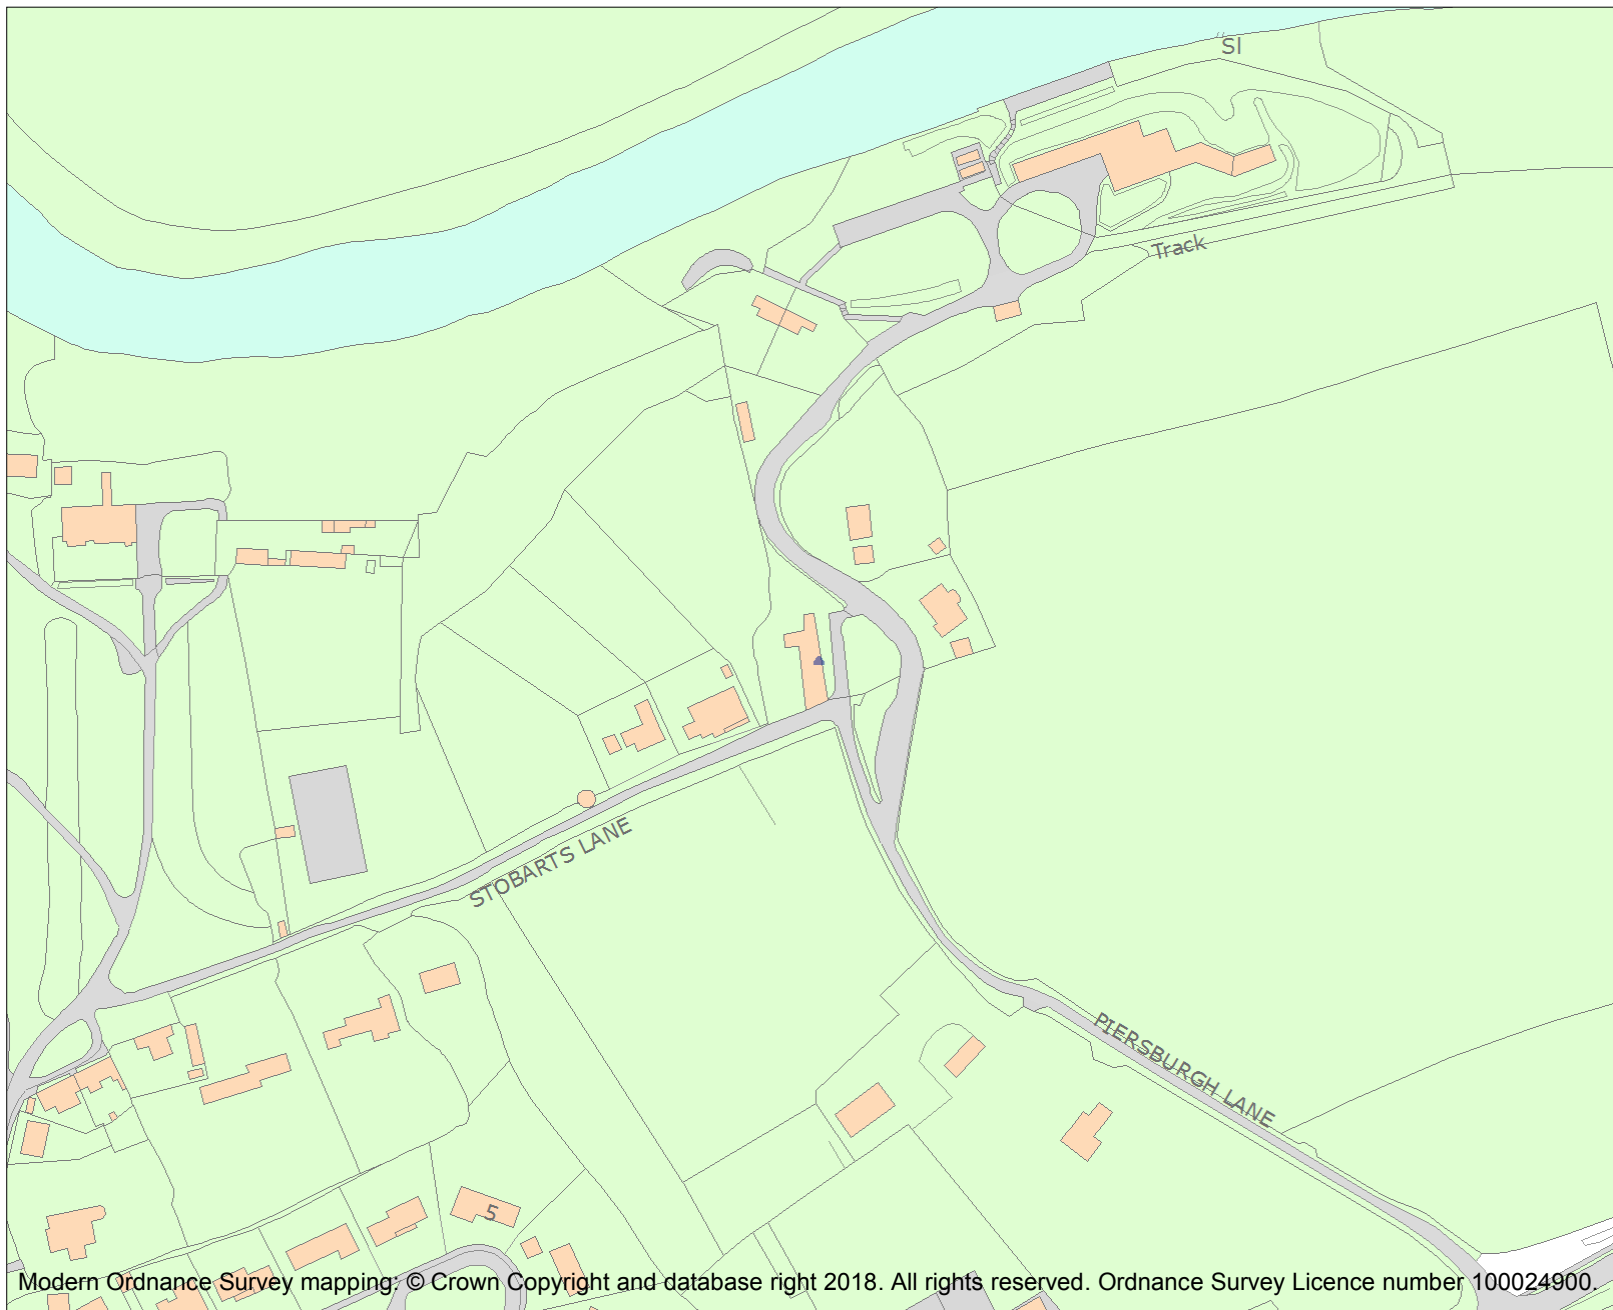 Sl
Track
STOBARTS LANE
PIERSBURGH LANE
5
Modern Ordnance Survey mapping: © Crown Copyright and database right 2018. All rights reserved. Ordnance Survey Licence number 100024900.